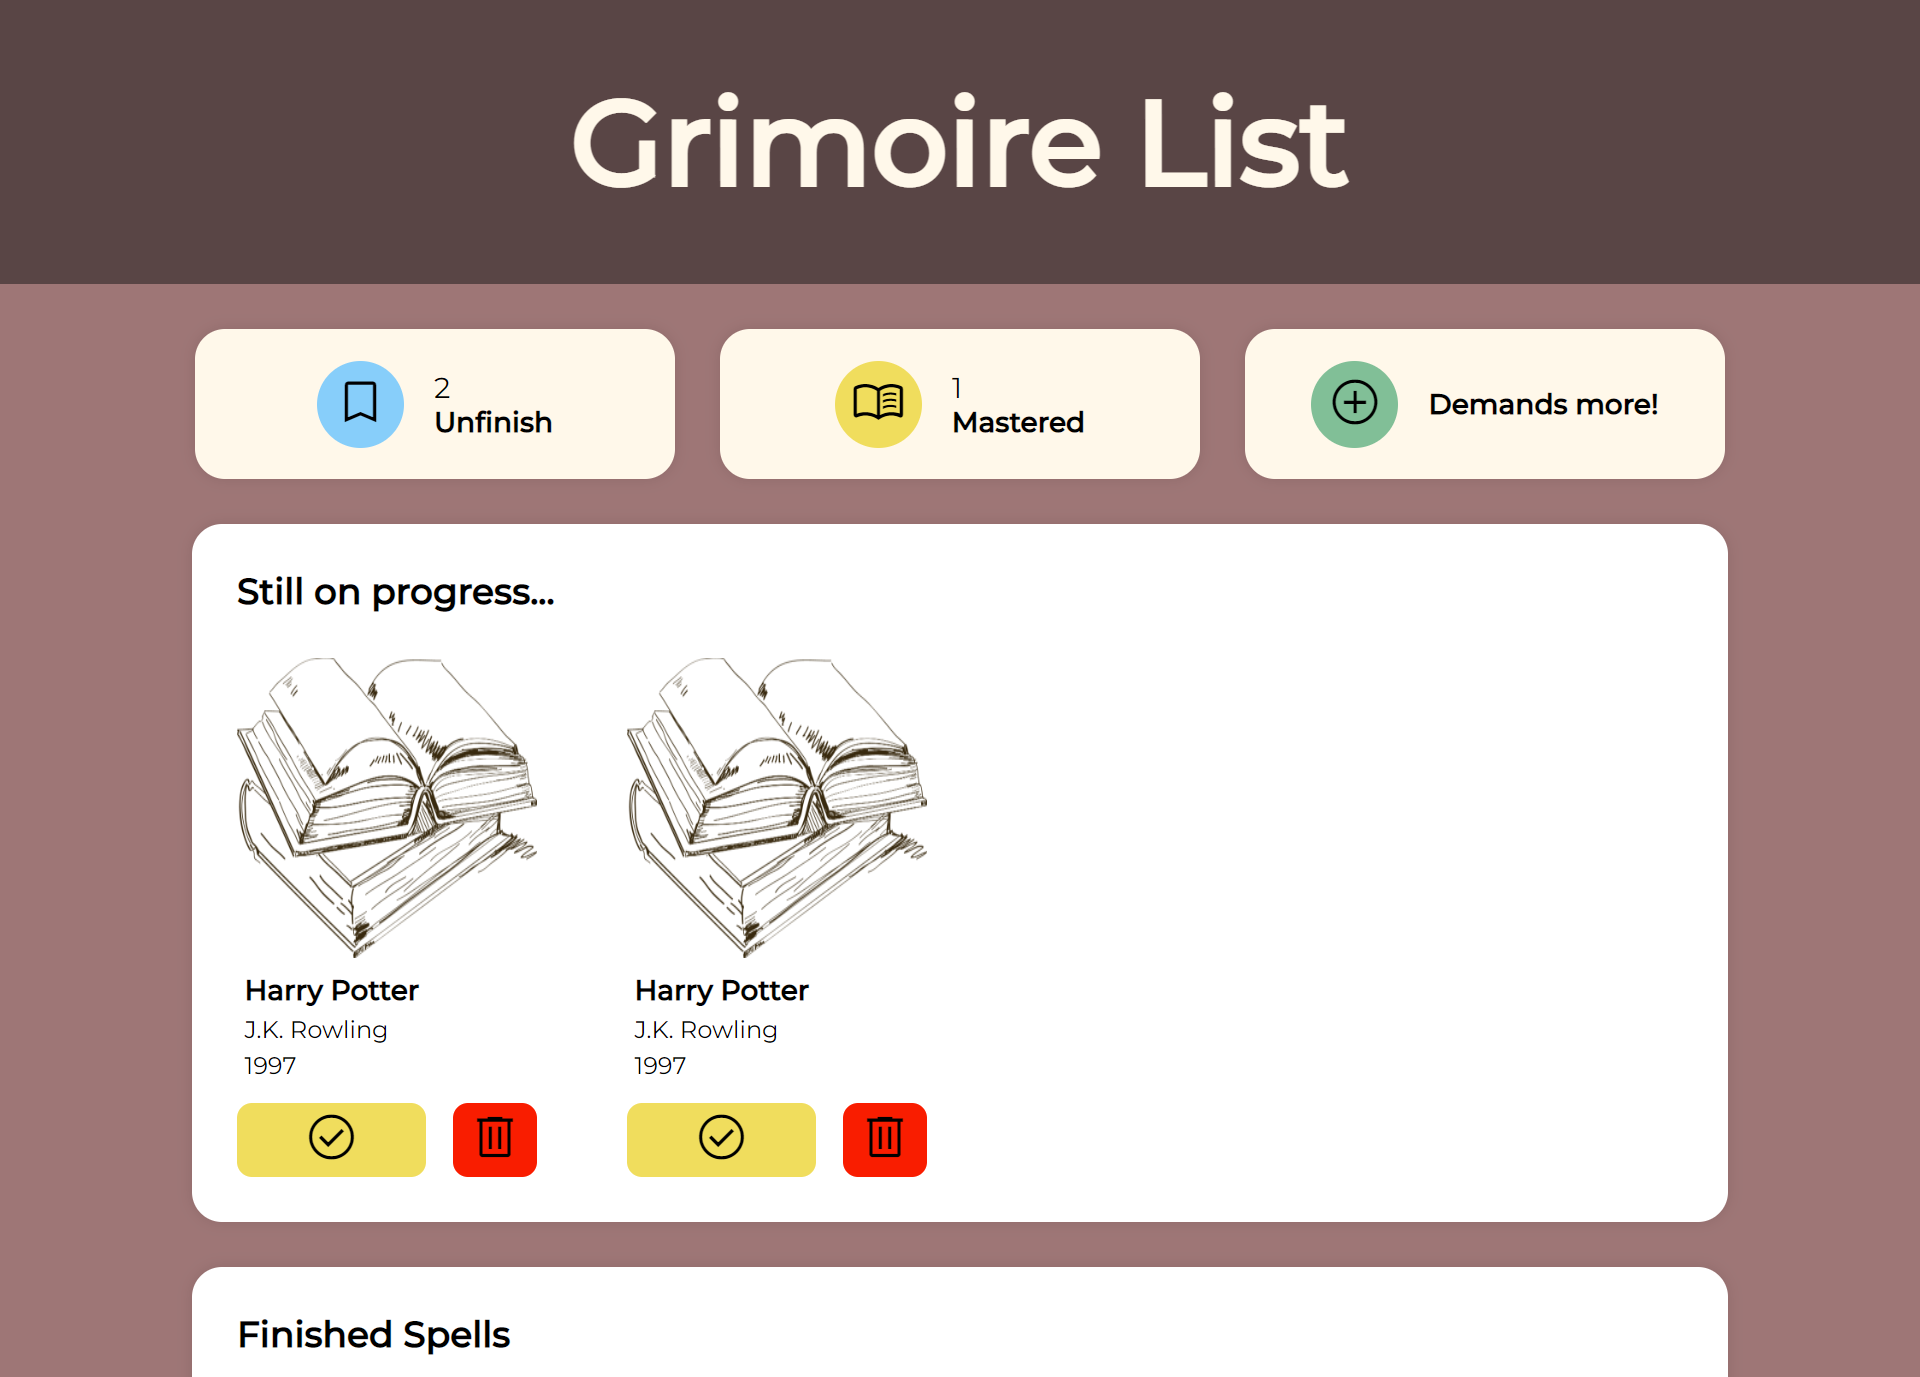 Grimoire List
2
Unfinish
1
Mastered
Demands more!
Still on progress...
Harry Potter
J.K. Rowling
1997
Harry Potter
J.K. Rowling
1997
Finished Spells